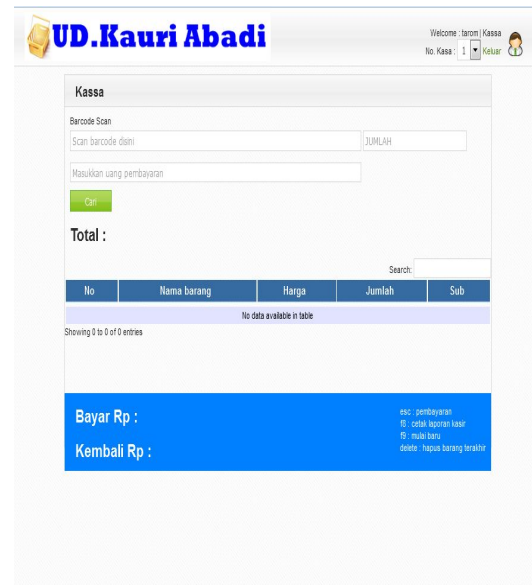 UD.Kauri Abadi
Welcome : tarom | Kassa
No. Kasa : 1 Keluar
Kassa
Barcode Scan
Scan barcode disini JUMLAH
Masukkan uang pembayaran
Cari
Total :
Search:
No Nama barang Harga Jumlah Sub
No data available in table
Showing 0 to 0 of 0 entries
Bayar Rp :
Kembali Rp :
esc : pembayaran
f8 : cetak laporan kasir
f9 : mulai baru
delete : hapus barang terakhir